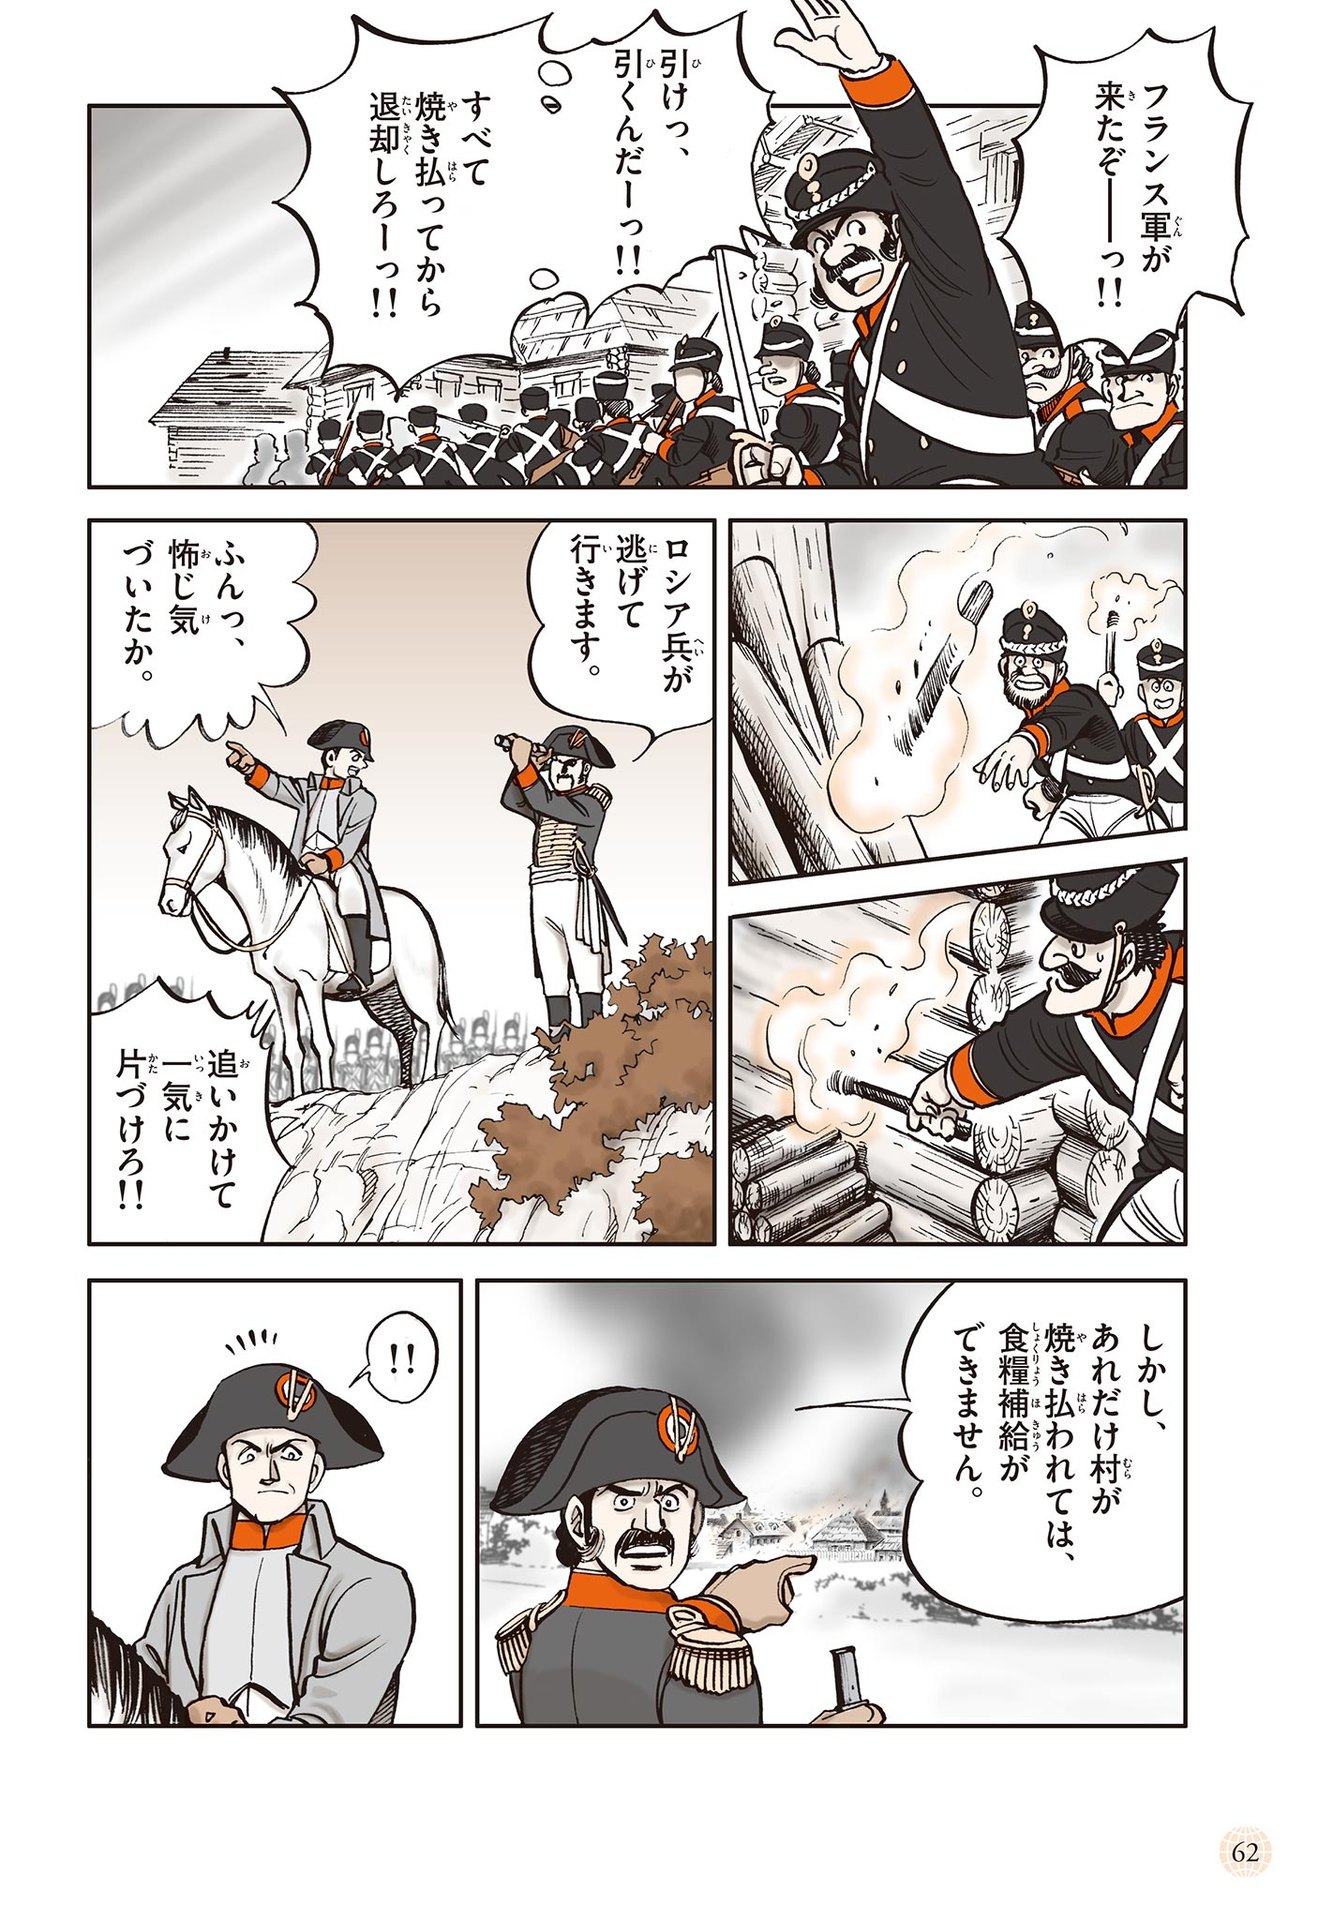 フランス軍が
来たぞーーっ!!
引けっ、
引くんだーっ!!
すべて
焼き払ってから
退却しろーっ!!
ロシア兵が
逃げて
行きます。
ふんっ、
怖じ気
づいたか。
追いかけて
一気に
片づけろ!!
しかし、
あれだけ村が
焼き払われては、
食糧補給が
できません。
!!
62